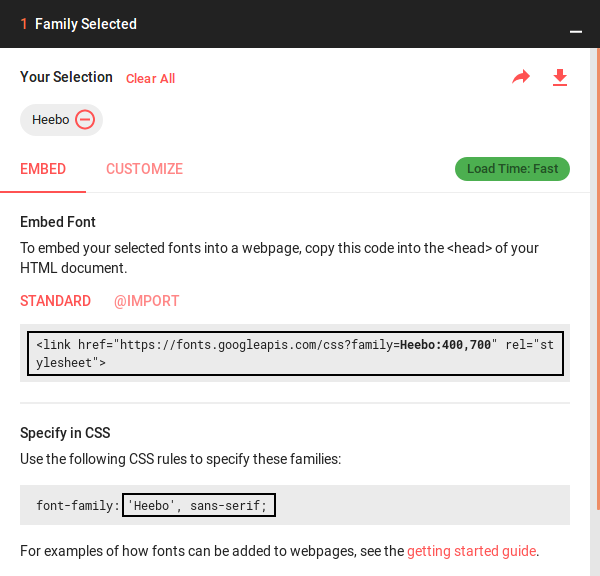 1 Family Selected
Your Selection Clear All
Heebo
EMBED CUSTOMIZE Load Time: Fast
Embed Font
To embed your selected fonts into a webpage, copy this code into the <head> of your
HTML document.
STANDARD @IMPORT
<link href="https://fonts.googleapis.com/css?family=Heebo:400,700" rel="st
ylesheet">
Specify in CSS
Use the following CSS rules to specify these families:
font-family: 'Heebo', sans-serif;
For examples of how fonts can be added to webpages, see the getting started guide.